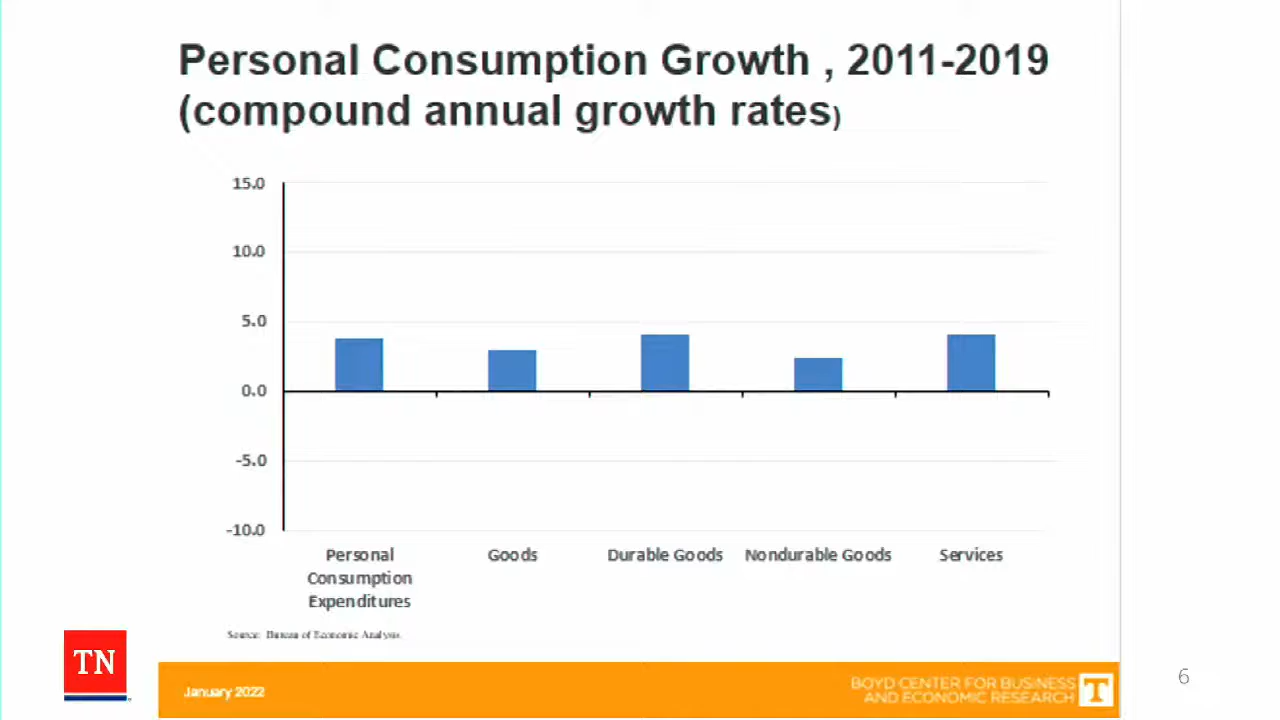 Personal Consumption Growth , 2011-2019
(compound annual growth rates)
15.0
10.0
5.0
0.0
-5.0
-10.0
Personal
Consumption
Expenditures
Goods
Durable Goods
Nondurable Goods
Services
Source: Bureau of Economic Analysis.
TN
January 2022
BOYD CENTER FOR BUSINESS
AND ECONOMIC RESEARCH
T
6